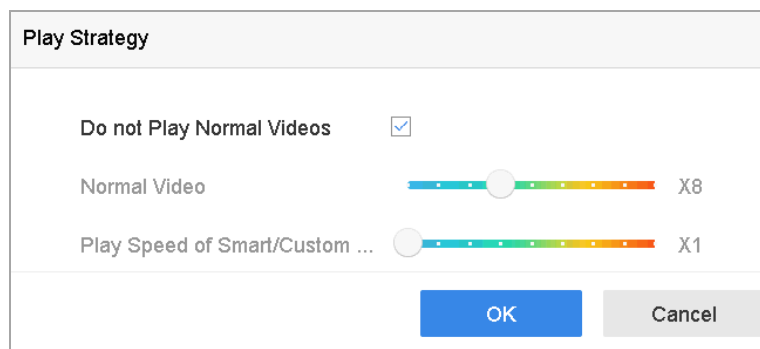 Play Strategy
Do not Play Normal Videos
Normal Video X8
Play Speed of Smart/Custom ... X1
OK Cancel